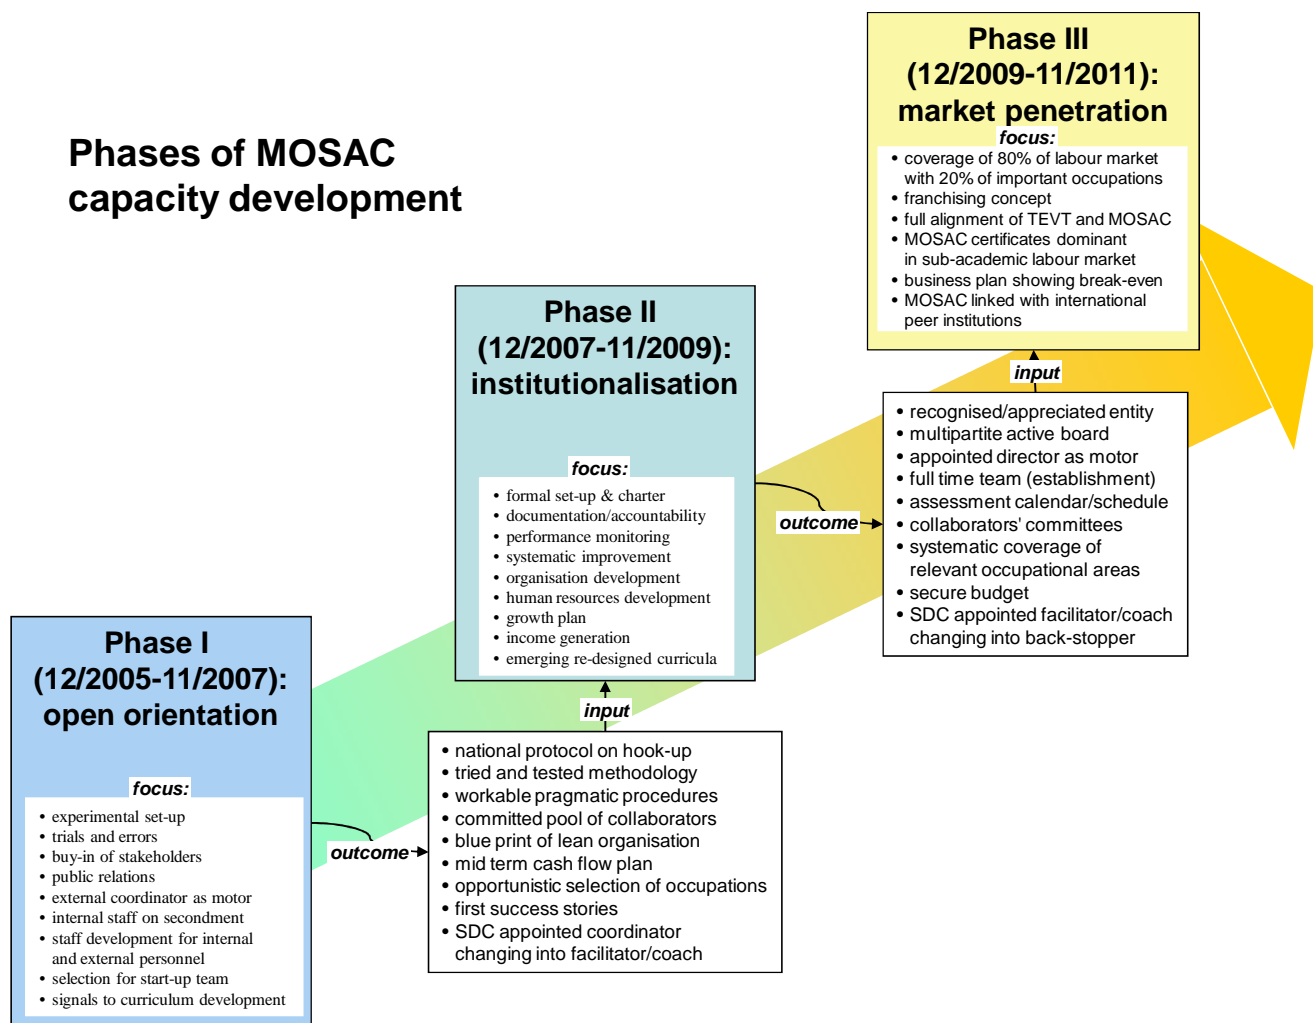 Phases of MOSAC
capacity development
Phase I
(12/2005-11/2007):
open orientation
focus:
• experimental set-up
• trials and errors
• buy-in of stakeholders
• public relations
• external coordinator as motor
• internal staff on secondment
• staff development for internal
and external personnel
• selection for start-up team
• signals to curriculum development
outcome
• national protocol on hook-up
• tried and tested methodology
• workable pragmatic procedures
• committed pool of collaborators
• blue print of lean organisation
• mid term cash flow plan
• opportunistic selection of occupations
• first success stories
• SDC appointed coordinator
changing into facilitator/coach
input
Phase II
(12/2007-11/2009):
institutionalisation
focus:
• formal set-up & charter
• documentation/accountability
• performance monitoring
• systematic improvement
• organisation development
• human resources development
• growth plan
• income generation
• emerging re-designed curricula
outcome
• recognised/appreciated entity
• multipartite active board
• appointed director as motor
• full time team (establishment)
• assessment calendar/schedule
• collaborators' committees
• systematic coverage of
relevant occupational areas
• secure budget
• SDC appointed facilitator/coach
changing into back-stopper
input
Phase III
(12/2009-11/2011):
market penetration
focus:
• coverage of 80% of labour market
with 20% of important occupations
• franchising concept
• full alignment of TEVT and MOSAC
• MOSAC certificates dominant
in sub-academic labour market
• business plan showing break-even
• MOSAC linked with international
peer institutions